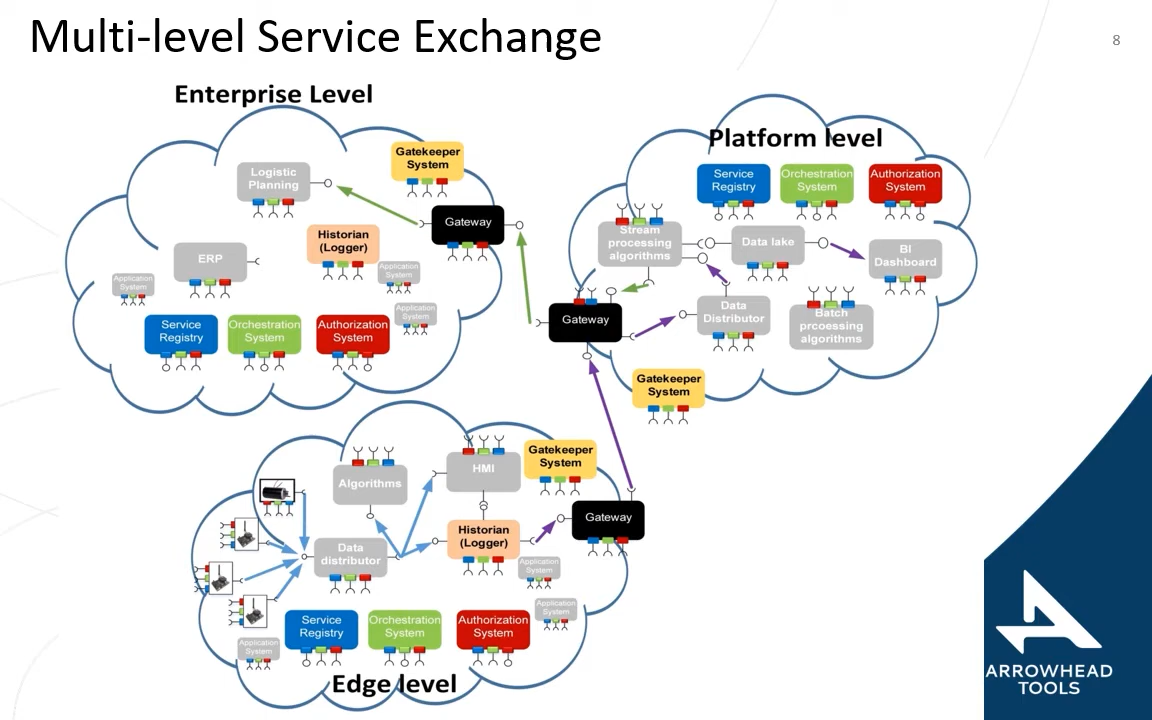 Multi-level Service Exchange
8
Enterprise Level
Gatekeeper
System
Logistic
Planning
Gateway
Historian
(Logger)
ERP
Application
System
Application
System
Application
System
Service
Registry
Orchestration
System
Authorization
System
Platform level
Service
Registry
Orchestration
System
Authorization
System
Stream
processing
algorithms
Data lake
BI
Dashboard
Gateway
Data
Distributor
Batch
prcoessing
algorithms
Gatekeeper
System
HMI
Gatekeeper
System
Algorithms
Gateway
Historian
(Logger)
Data
distributor
Application
System
Application
System
Service
Registry
Orchestration
System
Authorization
System
Application
System
Edge level
ARROWHEAD
TOOLS